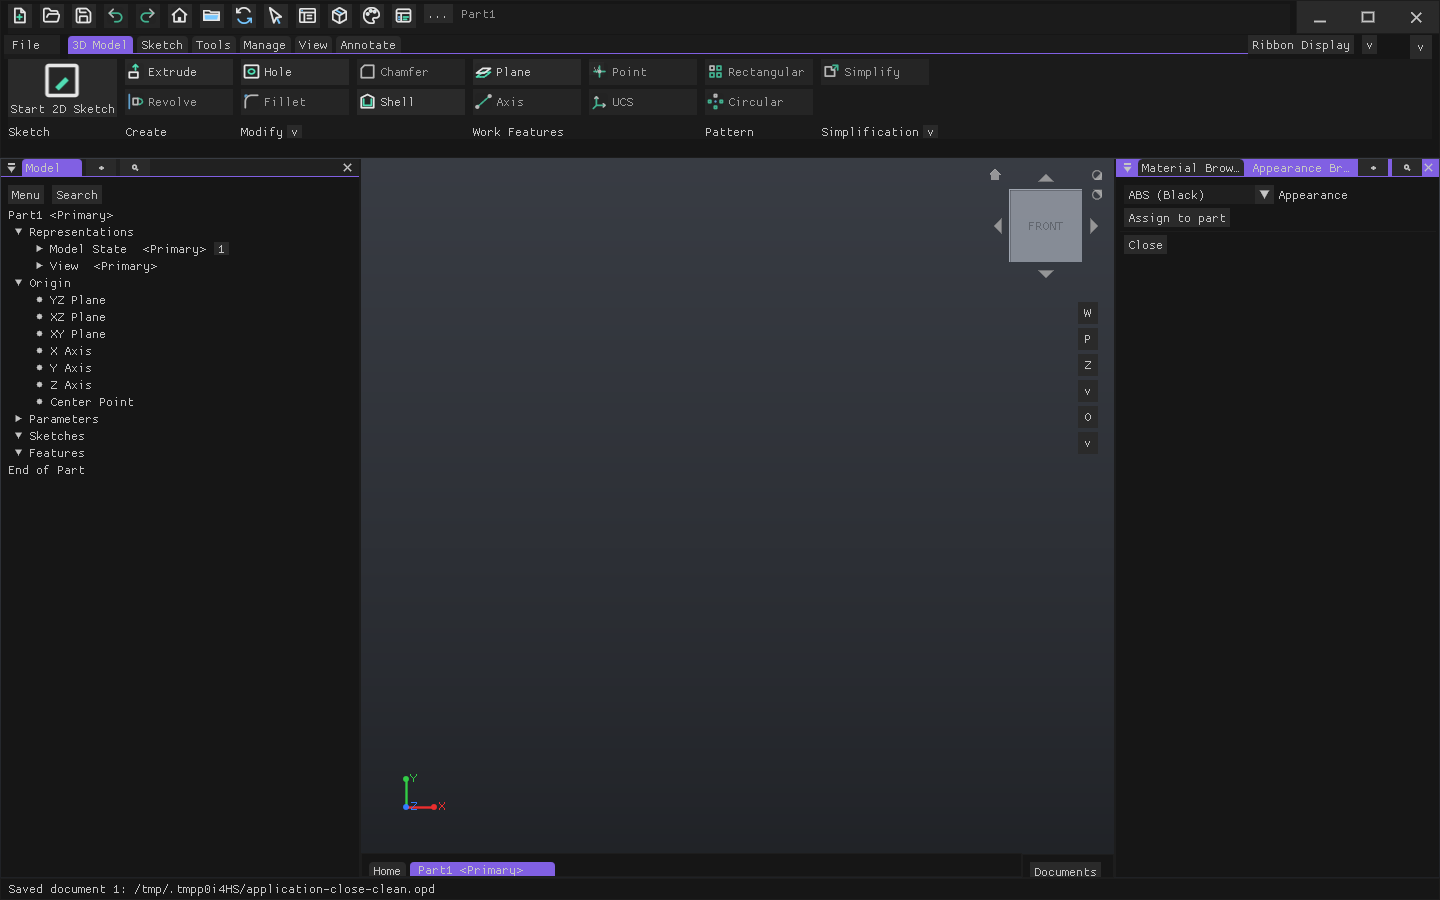 ... Part1
File 3D Model Sketch Tools Manage View Annotate Ribbon Display v v
Start 2D Sketch
Extrude
Revolve
Hole
Fillet
Chamfer
Shell
Plane
Axis
Point
UCS
Rectangular
Circular
Simplify
Sketch Create Modify v Work Features Pattern Simplification v
Model
Menu Search
Part1 <Primary>
Representations
Model State <Primary> 1
View <Primary>
Origin
YZ Plane
XZ Plane
XY Plane
X Axis
Y Axis
Z Axis
Center Point
Parameters
Sketches
Features
End of Part
FRONT
W
P
Z
v
O
v
Y
Z X
Home Part1 <Primary> Documents
Material Brow… Appearance Br…
ABS (Black) Appearance
Assign to part
Close
Saved document 1: /tmp/.tmpp0i4HS/application-close-clean.opd